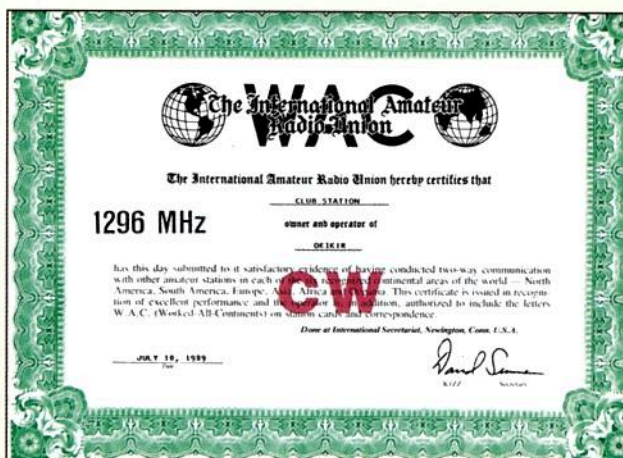 WAC
The International Amateur
Radio Union
The International Amateur Radio Union hereby certifies that
CLUB STATION
1296 MHz
owner and operator of
OK1KIR
has this day submitted to it satisfactory evidence of having conducted two-way communication
with other amateur stations in each of the recognized continental areas of the world — North
America, South America, Europe, Asia, Africa and Oceania. This certificate is issued in recogni-
tion of excellent performance and the operator is, in addition, authorized to include the letters
W.A.C. (Worked-All-Continents) on station cards and correspondence.
CW
Done at International Secretariat, Newington, Conn. U.S.A.
JULY 10, 1989
Date
K1ZZ Secretary